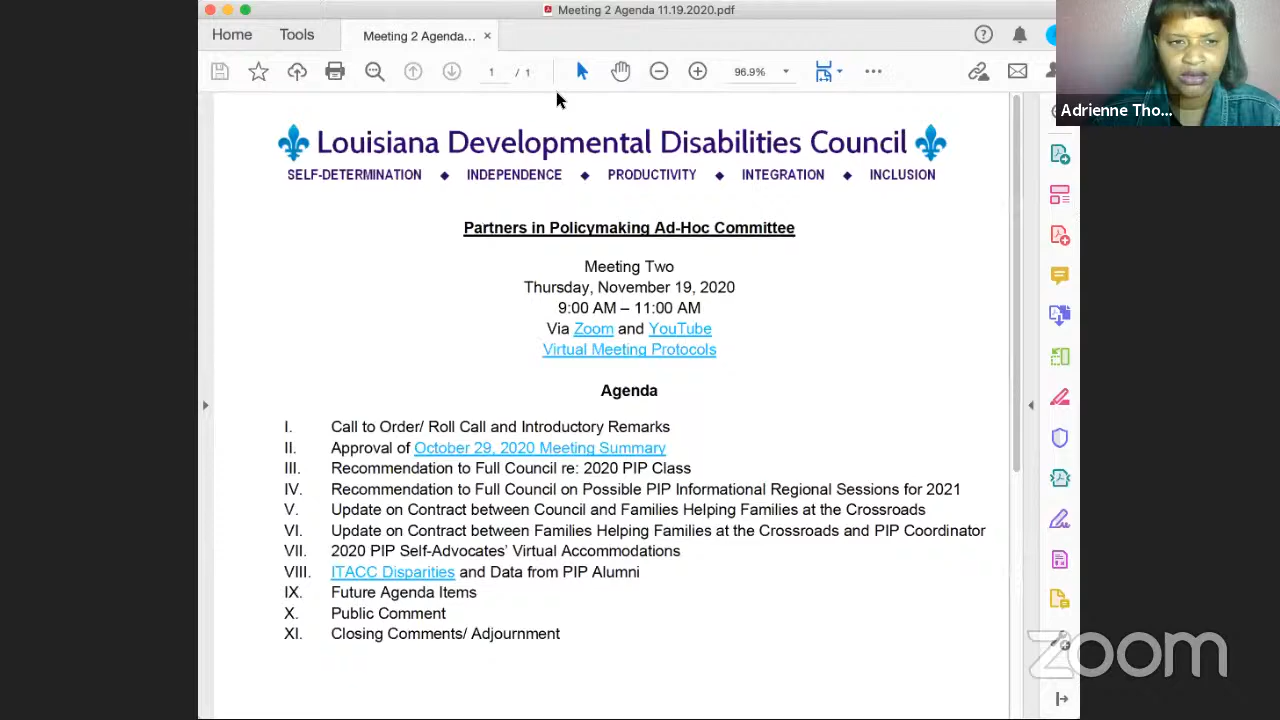 Meeting 2 Agenda 11.19.2020.pdf
Home Tools Meeting 2 Agenda... ×
1 / 1 96.9%
Adrienne Tho...
Louisiana Developmental Disabilities Council
SELF-DETERMINATION ◆ INDEPENDENCE ◆ PRODUCTIVITY ◆ INTEGRATION ◆ INCLUSION
Partners in Policymaking Ad-Hoc Committee
Meeting Two
Thursday, November 19, 2020
9:00 AM – 11:00 AM
Via Zoom and YouTube
Virtual Meeting Protocols
Agenda
I. Call to Order/ Roll Call and Introductory Remarks
II. Approval of October 29, 2020 Meeting Summary
III. Recommendation to Full Council re: 2020 PIP Class
IV. Recommendation to Full Council on Possible PIP Informational Regional Sessions for 2021
V. Update on Contract between Council and Families Helping Families at the Crossroads
VI. Update on Contract between Families Helping Families at the Crossroads and PIP Coordinator
VII. 2020 PIP Self-Advocates' Virtual Accommodations
VIII. ITACC Disparities and Data from PIP Alumni
IX. Future Agenda Items
X. Public Comment
XI. Closing Comments/ Adjournment
zoom